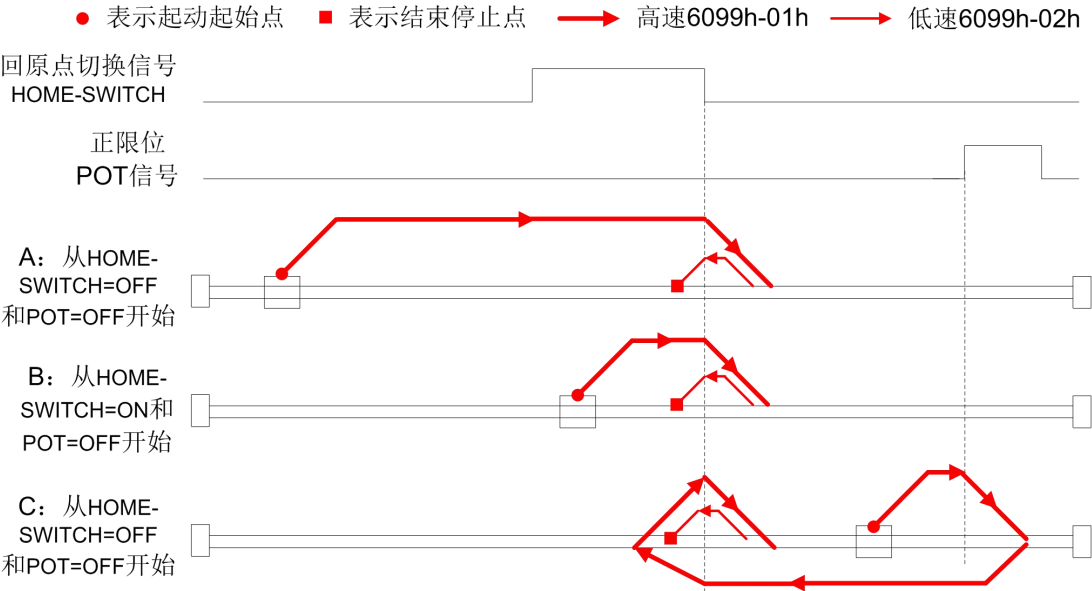 表示起动起始点 表示结束停止点 高速6099h-01h 低速6099h-02h
回原点切换信号
HOME-SWITCH
正限位
POT信号
A：从HOME-
SWITCH=OFF
和POT=OFF开始
B：从HOME-
SWITCH=ON和
POT=OFF开始
C：从HOME-
SWITCH=OFF
和POT=OFF开始